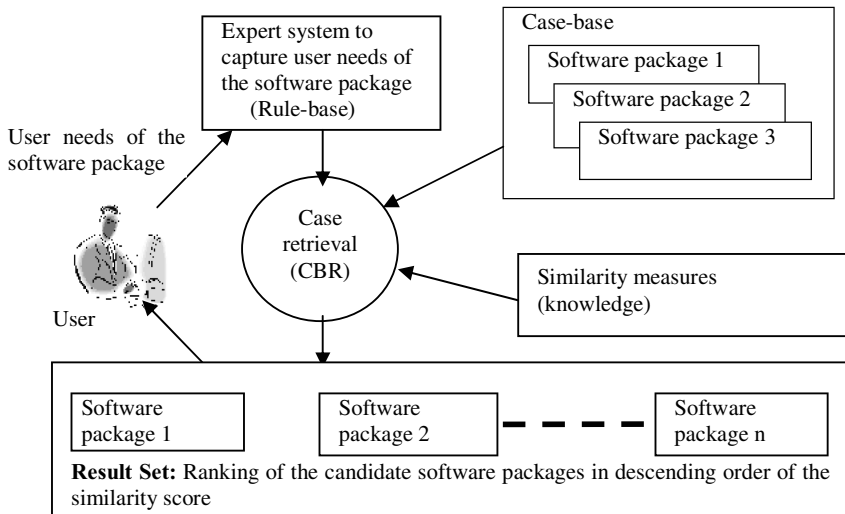 Expert system to
capture user needs of
the software package
(Rule-base)
Case-base
Software package 1
Software package 2
Software package 3
User needs of the
software package
Case
retrieval
(CBR)
Similarity measures
(knowledge)
User
Software
package 1
Software
package 2
Software
package n
Result Set: Ranking of the candidate software packages in descending order of the
similarity score